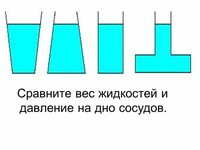 Сравните вес жидкостей и
давление на дно сосудов.